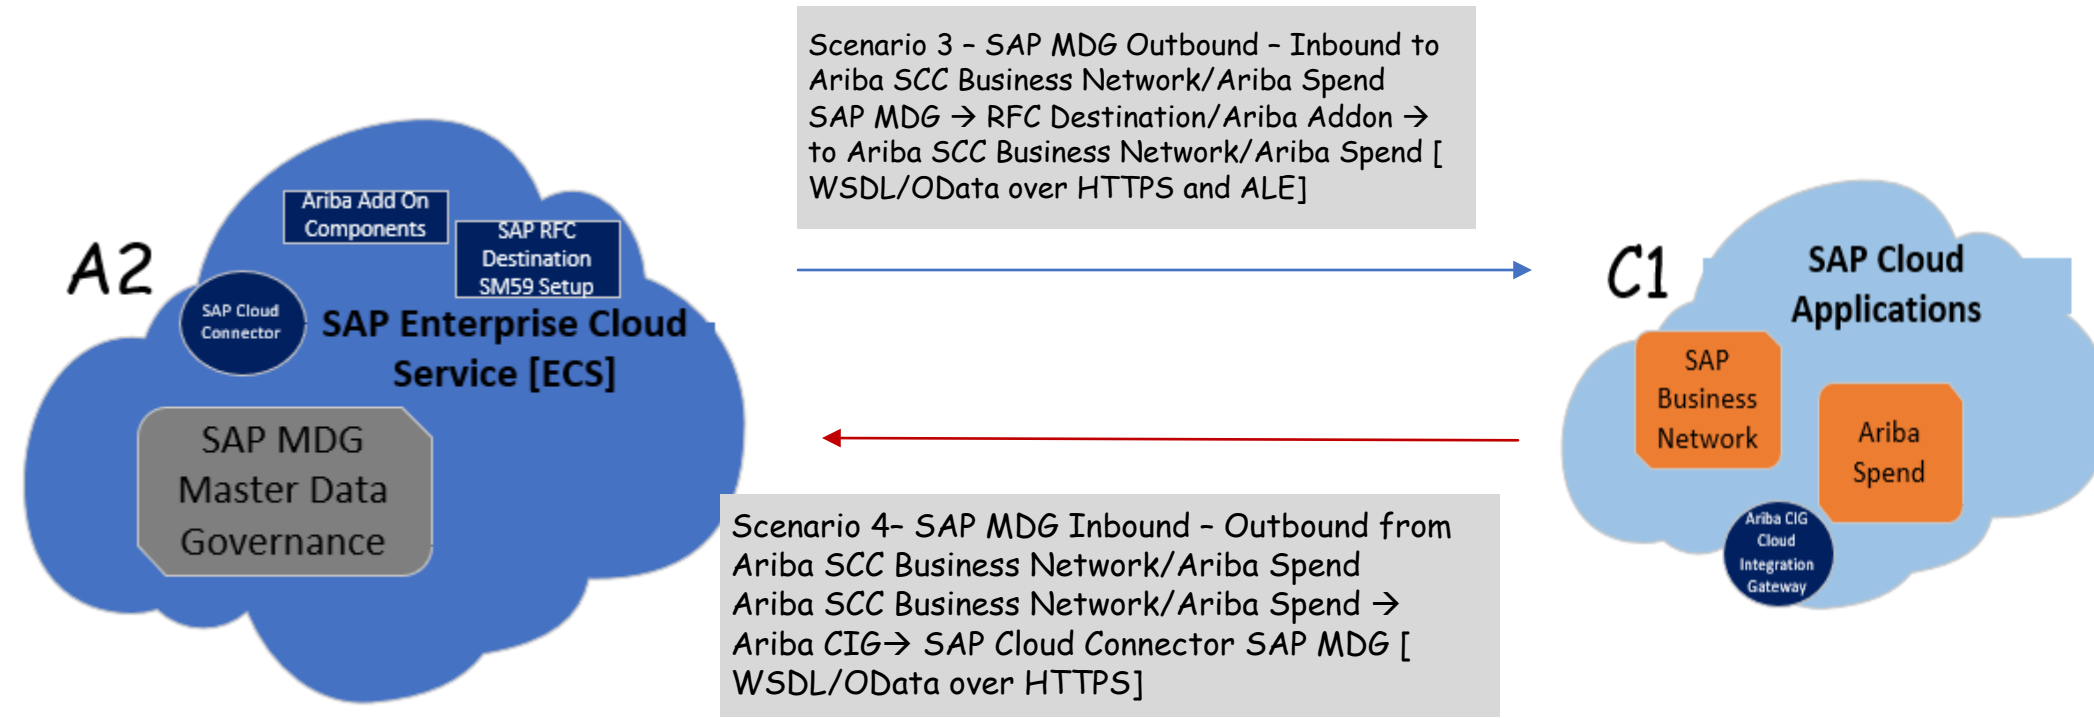 Scenario 3 – SAP MDG Outbound – Inbound to
Ariba SCC Business Network/Ariba Spend
SAP MDG → RFC Destination/Ariba Addon →
to Ariba SCC Business Network/Ariba Spend [
WSDL/OData over HTTPS and ALE]
A2
Ariba Add On
Components
SAP RFC
Destination
SM59 Setup
SAP Cloud
Connector
SAP Enterprise Cloud
Service [ECS]
SAP MDG
Master Data
Governance
C1
SAP Cloud
Applications
SAP
Business
Network
Ariba
Spend
Ariba CIG
Cloud
Integration
Gateway
Scenario 4– SAP MDG Inbound – Outbound from
Ariba SCC Business Network/Ariba Spend
Ariba SCC Business Network/Ariba Spend →
Ariba CIG→ SAP Cloud Connector SAP MDG [
WSDL/OData over HTTPS]